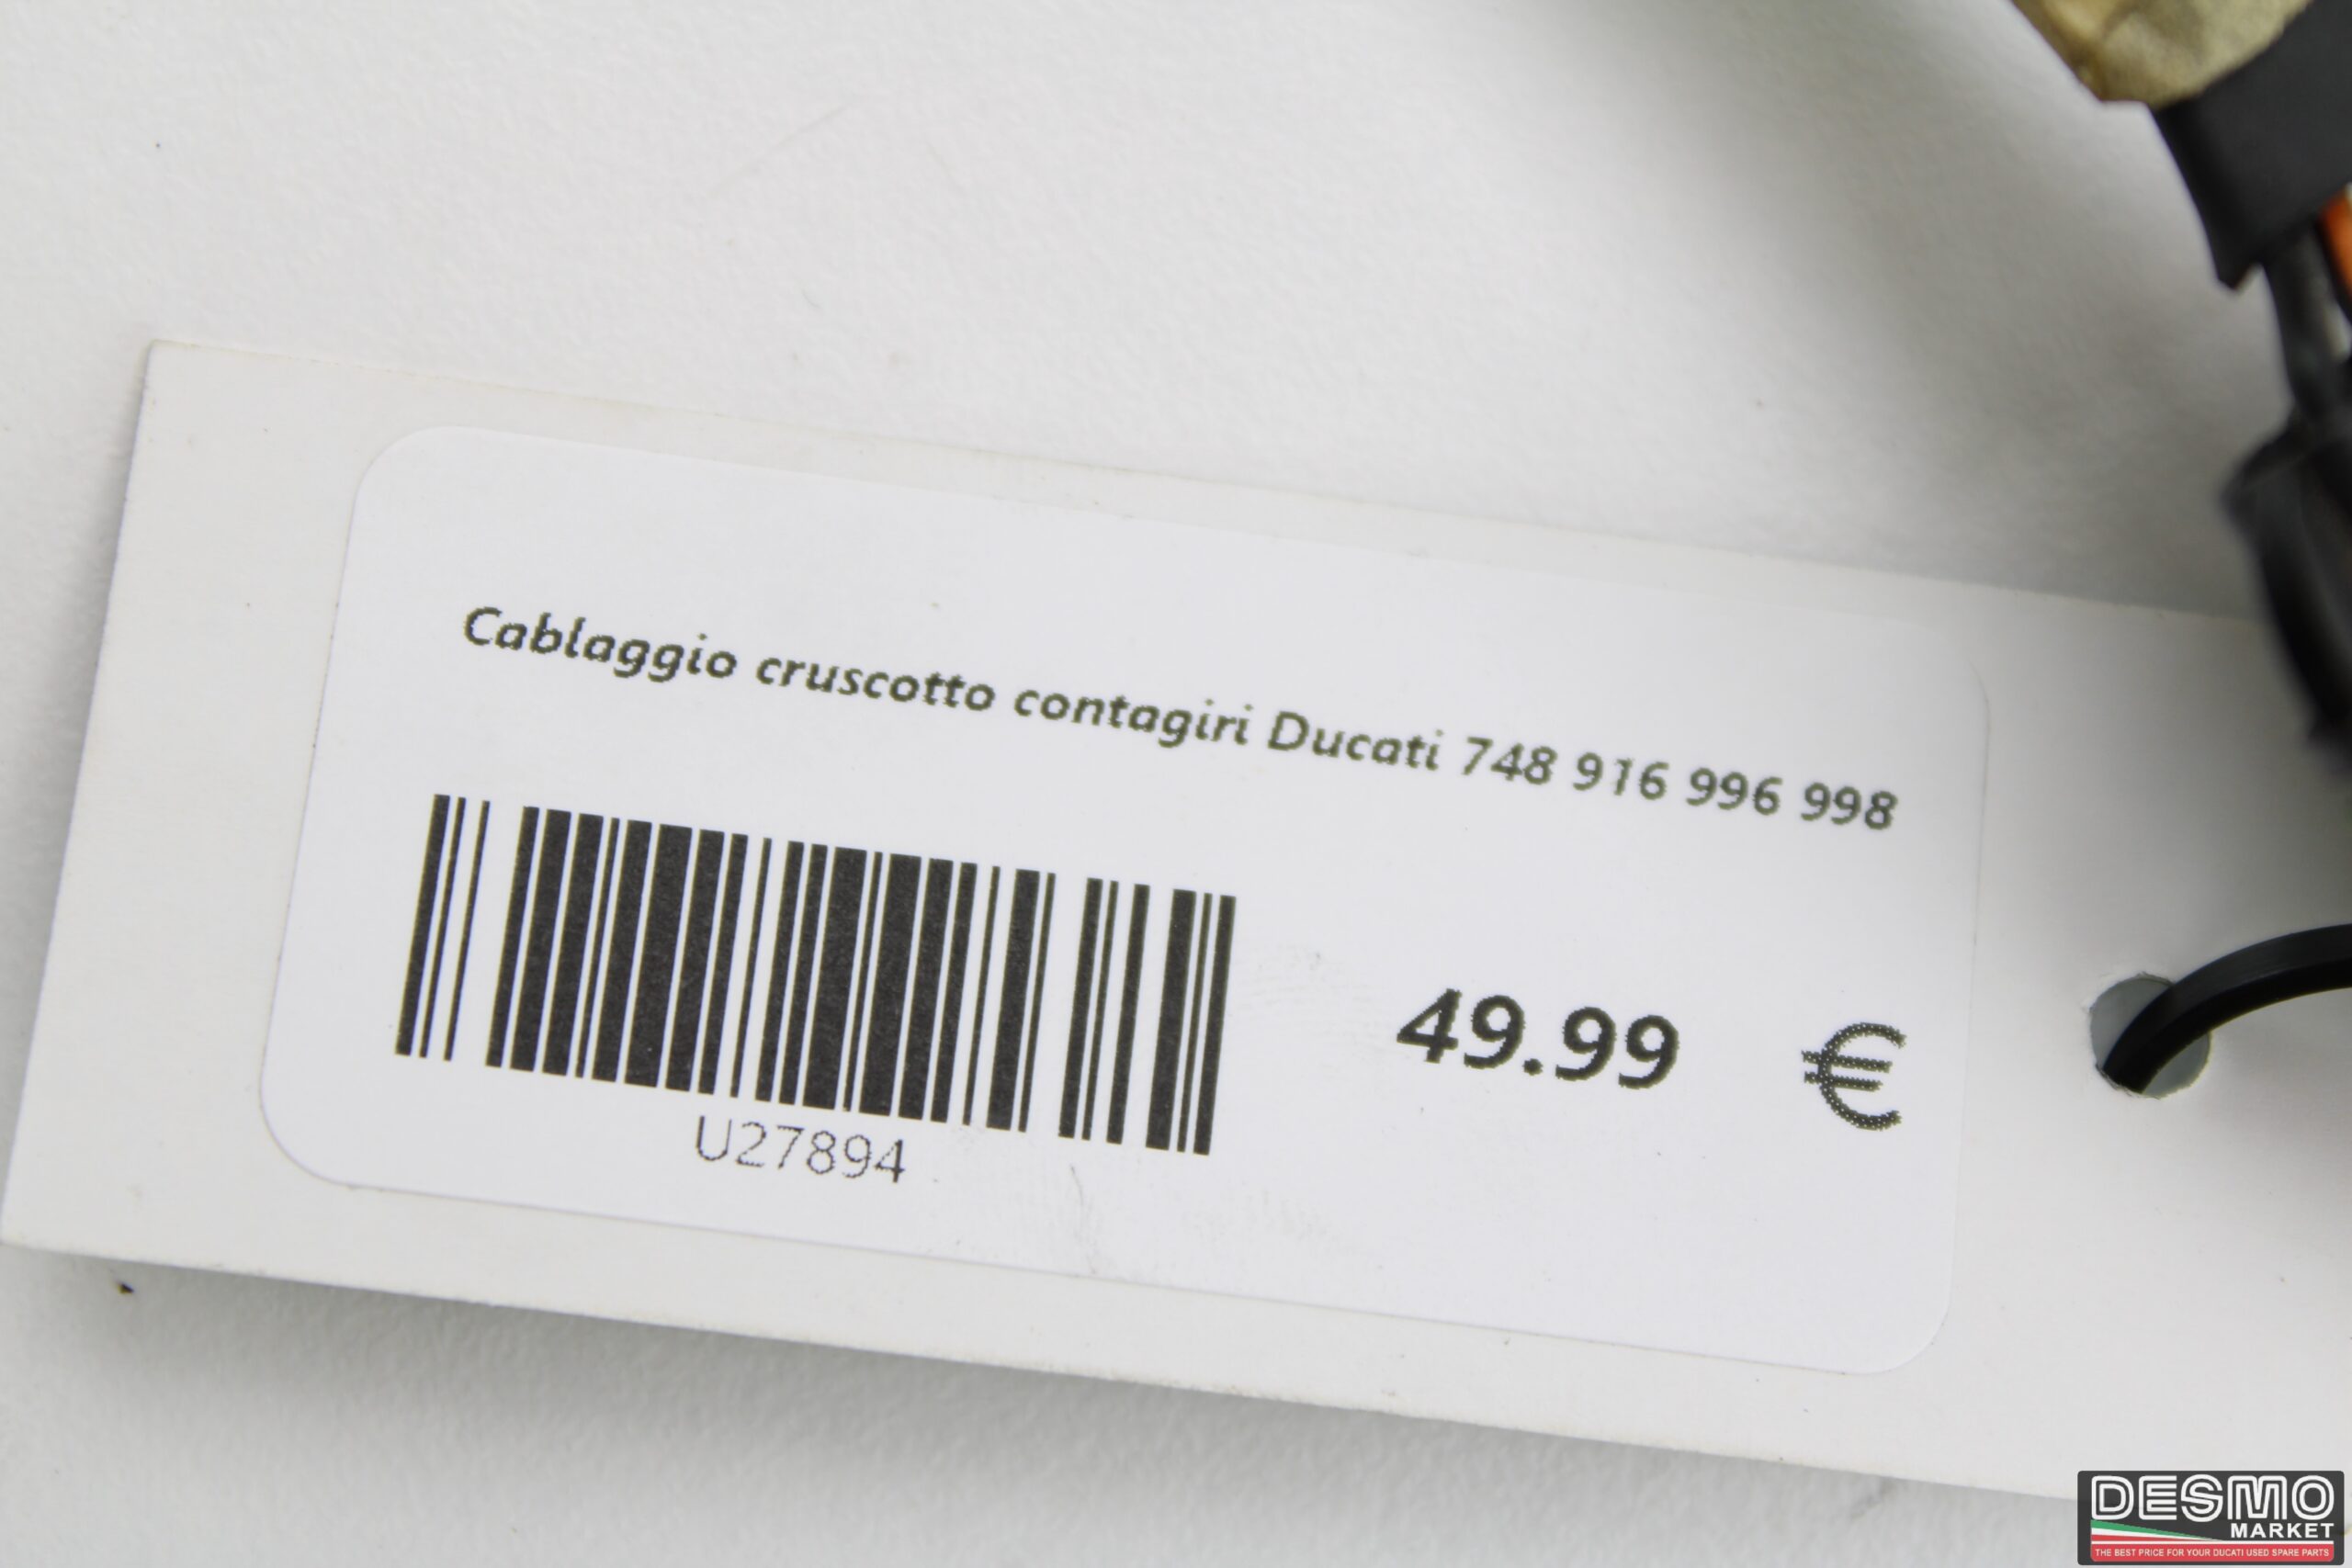 Cablaggio cruscotto contagiri Ducati 748 916 996 998
49.99 €
U27894
DESMO
MARKET
THE BEST PRICE FOR YOUR DUCATI USED SPARE PARTS